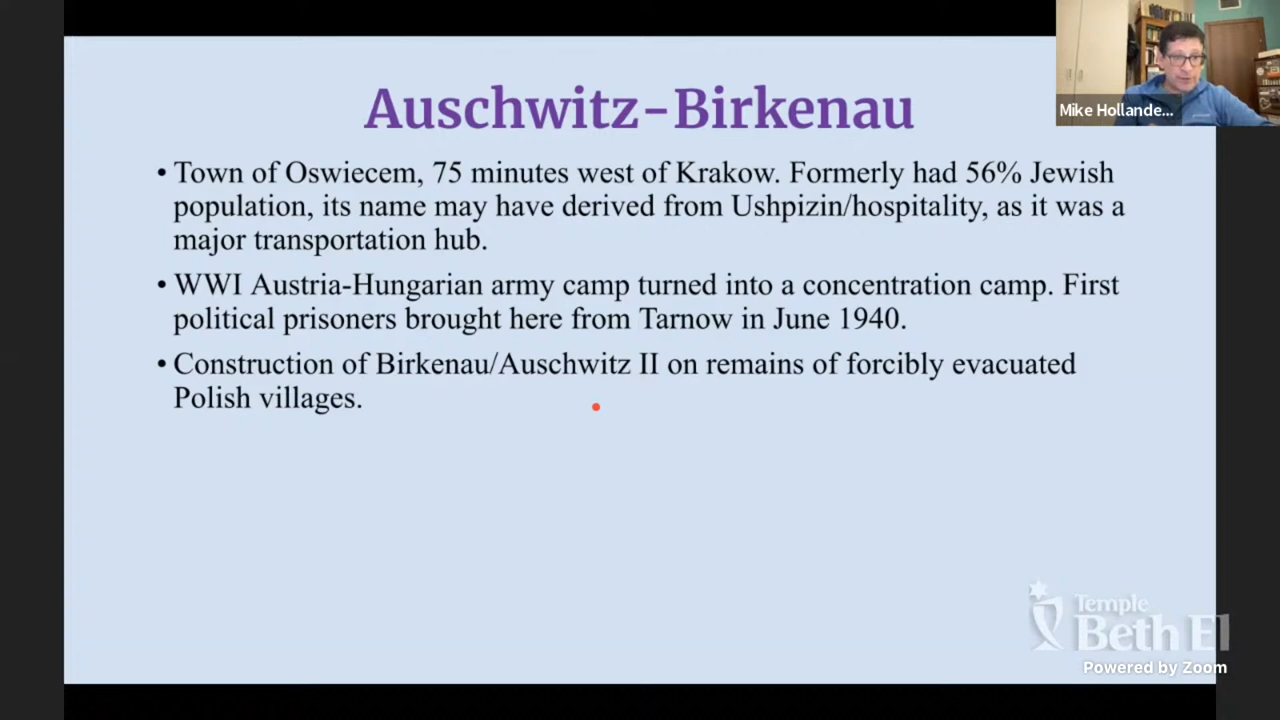 Auschwitz-Birkenau
Mike Hollande...
• Town of Oswiecem, 75 minutes west of Krakow. Formerly had 56% Jewish
population, its name may have derived from Ushpizin/hospitality, as it was a
major transportation hub.
• WWI Austria-Hungarian army camp turned into a concentration camp. First
political prisoners brought here from Tarnow in June 1940.
• Construction of Birkenau/Auschwitz II on remains of forcibly evacuated
Polish villages.
Temple
Beth El
Powered by Zoom